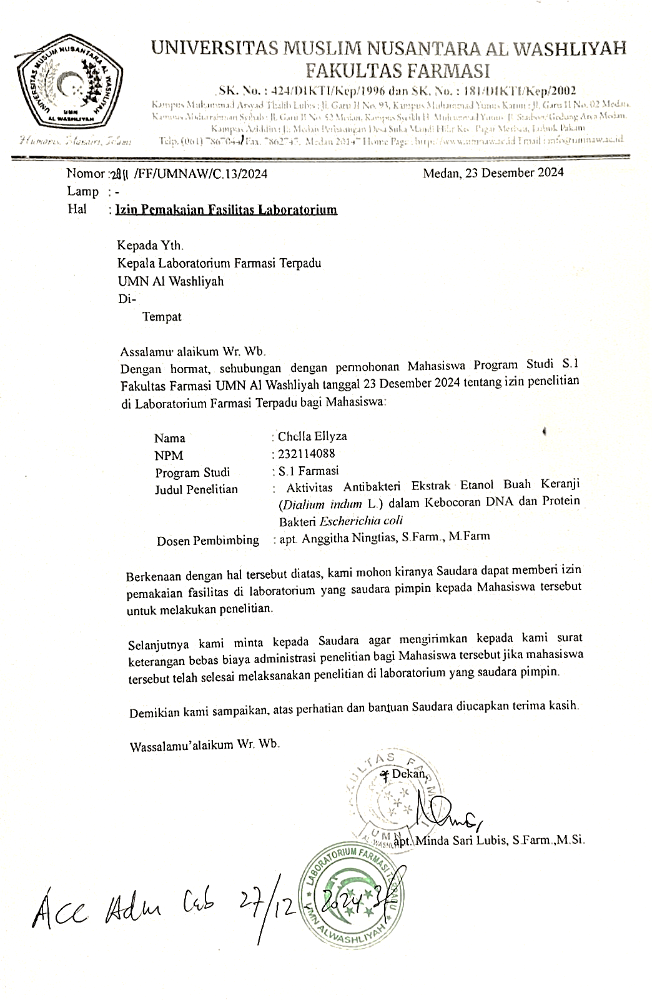 UNIVERSITAS MUSLIM NUSANTARA AL WASHLIYAH
UMN
AL WASHLIYAH
UNIVERSITAS MUSLIM NUSANTARA AL WASHLIYAH
FAKULTAS FARMASI
SK. No. : 424/DIKTI/Kep/1996 dan SK. No. : 181/DIKTI/Kep/2002
Kampus Muhammad Arsyad Thalib Lubis : Jl. Garu II No. 93, Kampus Muhammad Yunus Karim : Jl. Garu II No. 02 Medan,
Kampus Abdurrahman Syihab : Jl. Garu II No. 52 Medan, Kampus Syeikh H. Muhammad Yunus Jl. Stadion/Gedung Arca Medan,
Kampus Aziddin : Jl. Medan Perbaungan Desa Suka Mandi Hilir Kec. Pagar Merbau, Lubuk Pakam
Telp. (061) 7867044 Fax. 7862747, Medan 20147 Home Page : http://www.umnaw.ac.id Email : info@umnaw.ac.id
Humanis, Mandiri, Islami
Nomor : /FF/UMNAW/C.13/2024 Medan, 23 Desember 2024
Lamp : -
Hal : Izin Pemakaian Fasilitas Laboratorium
Kepada Yth.
Kepala Laboratorium Farmasi Terpadu
UMN Al Washliyah
Di-
Tempat
Assalamu' alaikum Wr. Wb.
Dengan hormat, sehubungan dengan permohonan Mahasiswa Program Studi S.1
Fakultas Farmasi UMN Al Washliyah tanggal 23 Desember 2024 tentang izin penelitian
di Laboratorium Farmasi Terpadu bagi Mahasiswa:
Nama : Chella Ellyza
NPM : 232114088
Program Studi : S.1 Farmasi
Judul Penelitian : Aktivitas Antibakteri Ekstrak Etanol Buah Keranji
(Dialium indum L.) dalam Kebocoran DNA dan Protein
Bakteri Escherichia coli
Dosen Pembimbing : apt. Anggitha Ningtias, S.Farm., M.Farm
Berkenaan dengan hal tersebut diatas, kami mohon kiranya Saudara dapat memberi izin
pemakaian fasilitas di laboratorium yang saudara pimpin kepada Mahasiswa tersebut
untuk melakukan penelitian.
Selanjutnya kami minta kepada Saudara agar mengirimkan kepada kami surat
keterangan bebas biaya administrasi penelitian bagi Mahasiswa tersebut jika mahasiswa
tersebut telah selesai melaksanakan penelitian di laboratorium yang saudara pimpin.
Demikian kami sampaikan, atas perhatian dan bantuan Saudara diucapkan terima kasih.
Wassalamu'alaikum Wr. Wb.
FAKULTAS FARMASI
Dekan,
UMN
AL-WASHLIYAH
apt. Minda Sari Lubis, S.Farm.,M.Si.
LABORATORIUM FARMASI TERPADU
UMN ALWASHLIYAH
Acc Adm Lab 27/12 2024